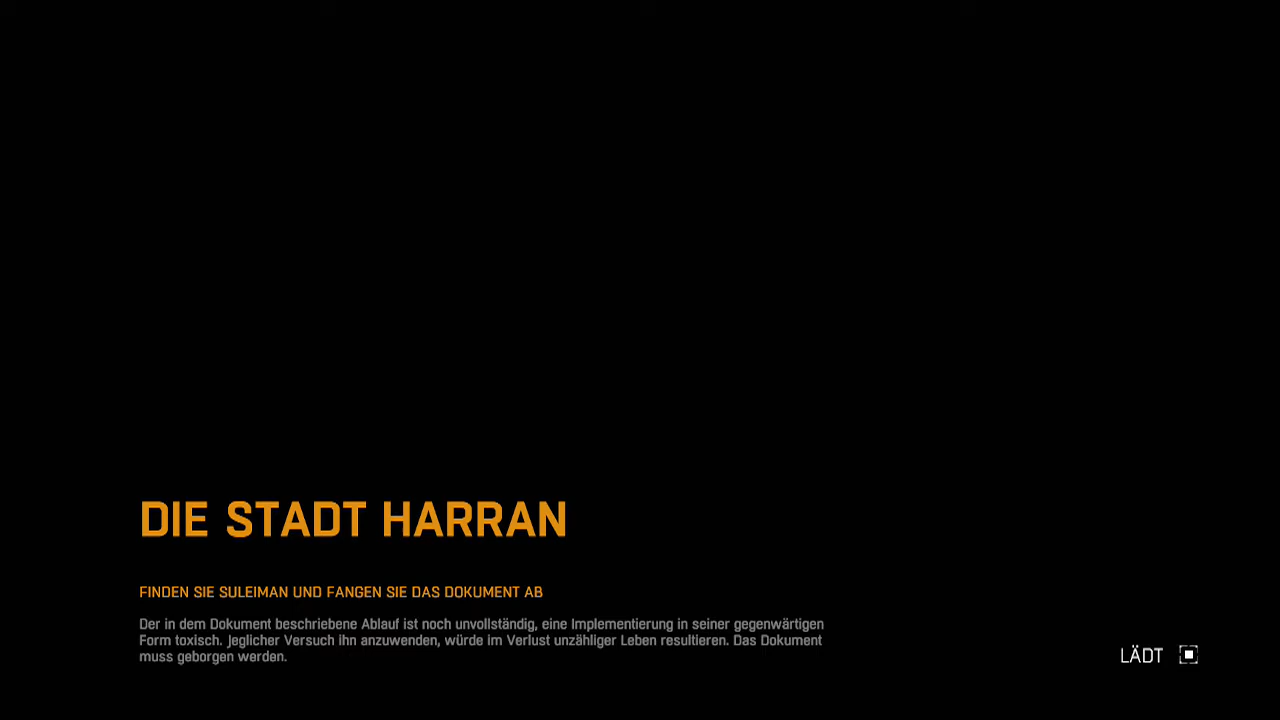 DIE STADT HARRAN
FINDEN SIE SULEIMAN UND FANGEN SIE DAS DOKUMENT AB
Der in dem Dokument beschriebene Ablauf ist noch unvollständig, eine Implementierung in seiner gegenwärtigen
Form toxisch. Jeglicher Versuch ihn anzuwenden, würde im Verlust unzähliger Leben resultieren. Das Dokument
muss geborgen werden.
LÄDT